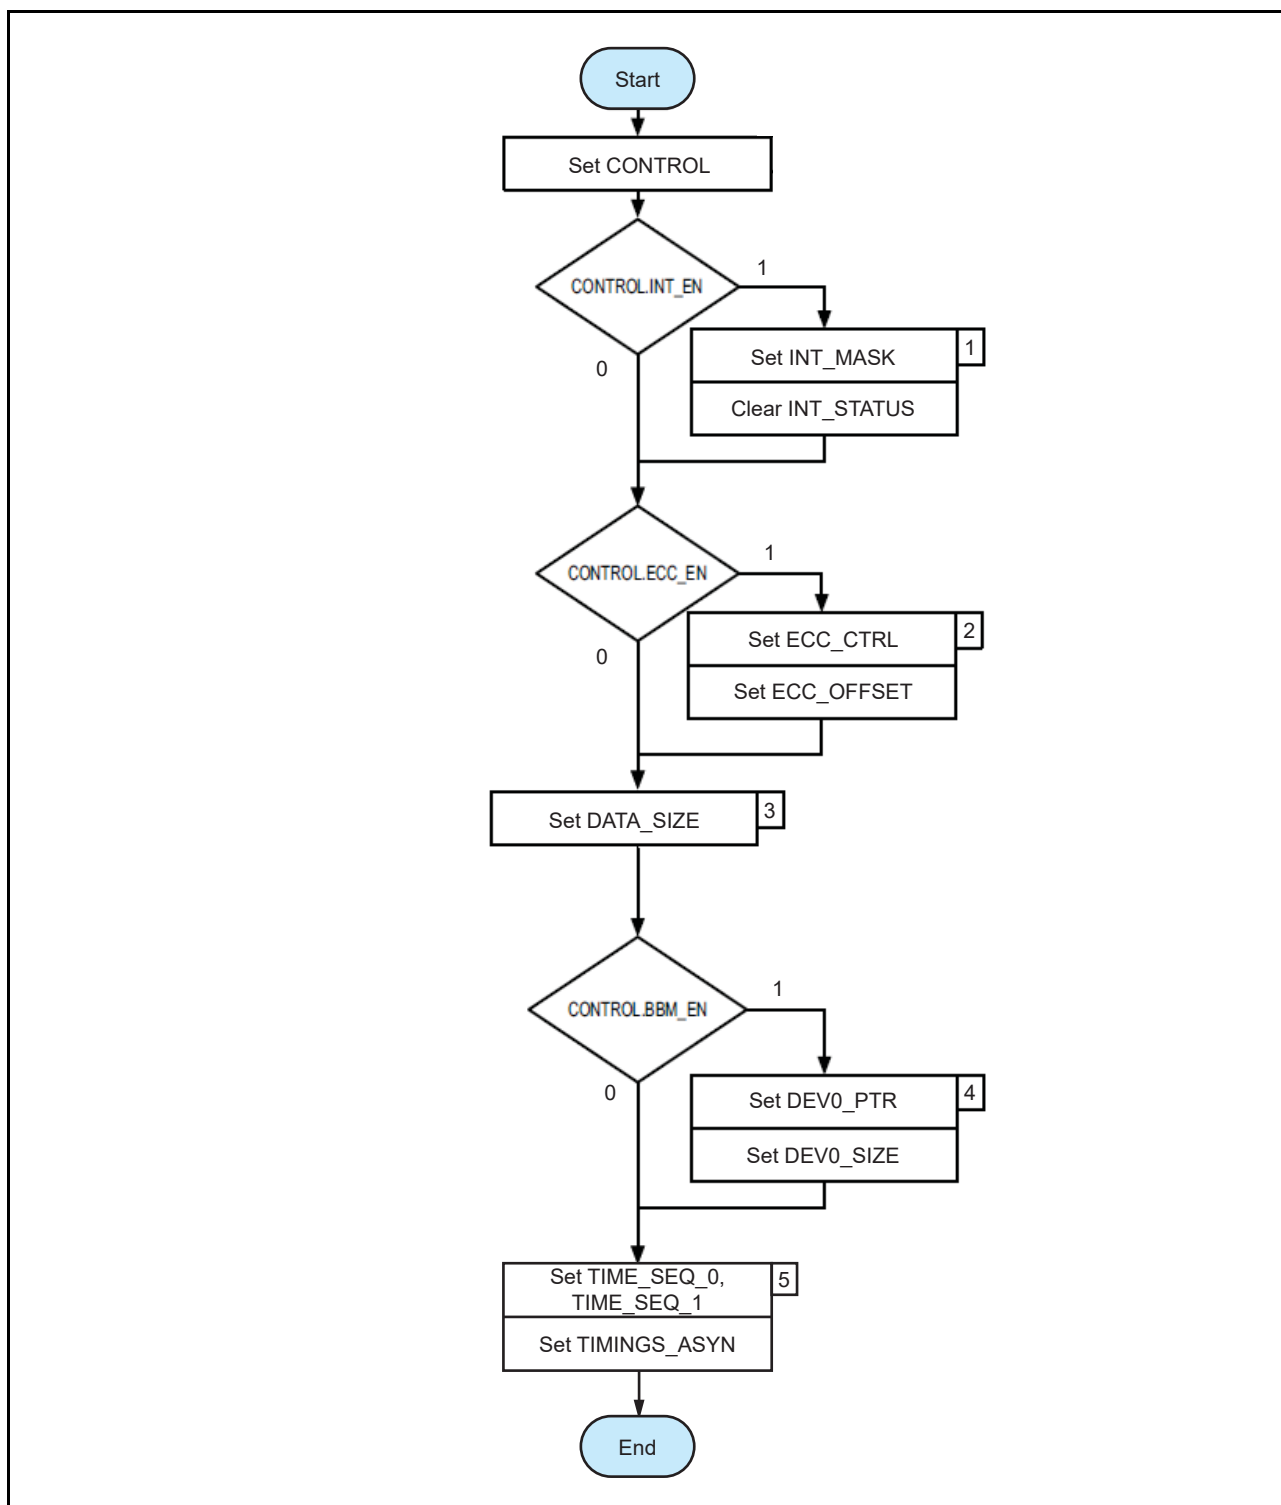 Start
Set CONTROL
CONTROL.INT_EN
1
0
Set INT_MASK
1
Clear INT_STATUS
CONTROL.ECC_EN
1
0
Set ECC_CTRL
2
Set ECC_OFFSET
Set DATA_SIZE
3
CONTROL.BBM_EN
1
0
Set DEV0_PTR
4
Set DEV0_SIZE
Set TIME_SEQ_0,
TIME_SEQ_1
5
Set TIMINGS_ASYN
End